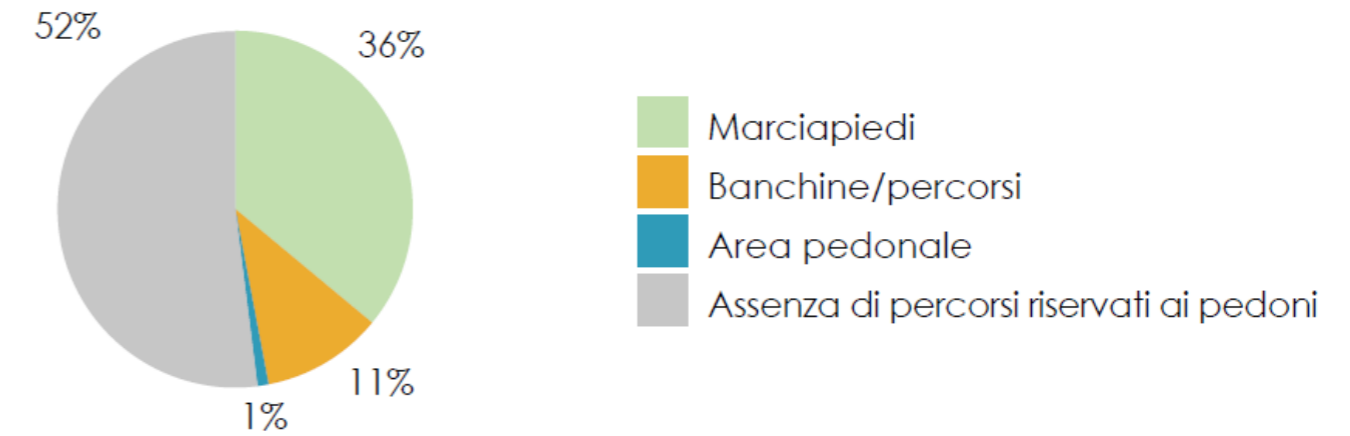 52%
36%
11%
1%
Marciapiedi
Banchine/percorsi
Area pedonale
Assenza di percorsi riservati ai pedoni